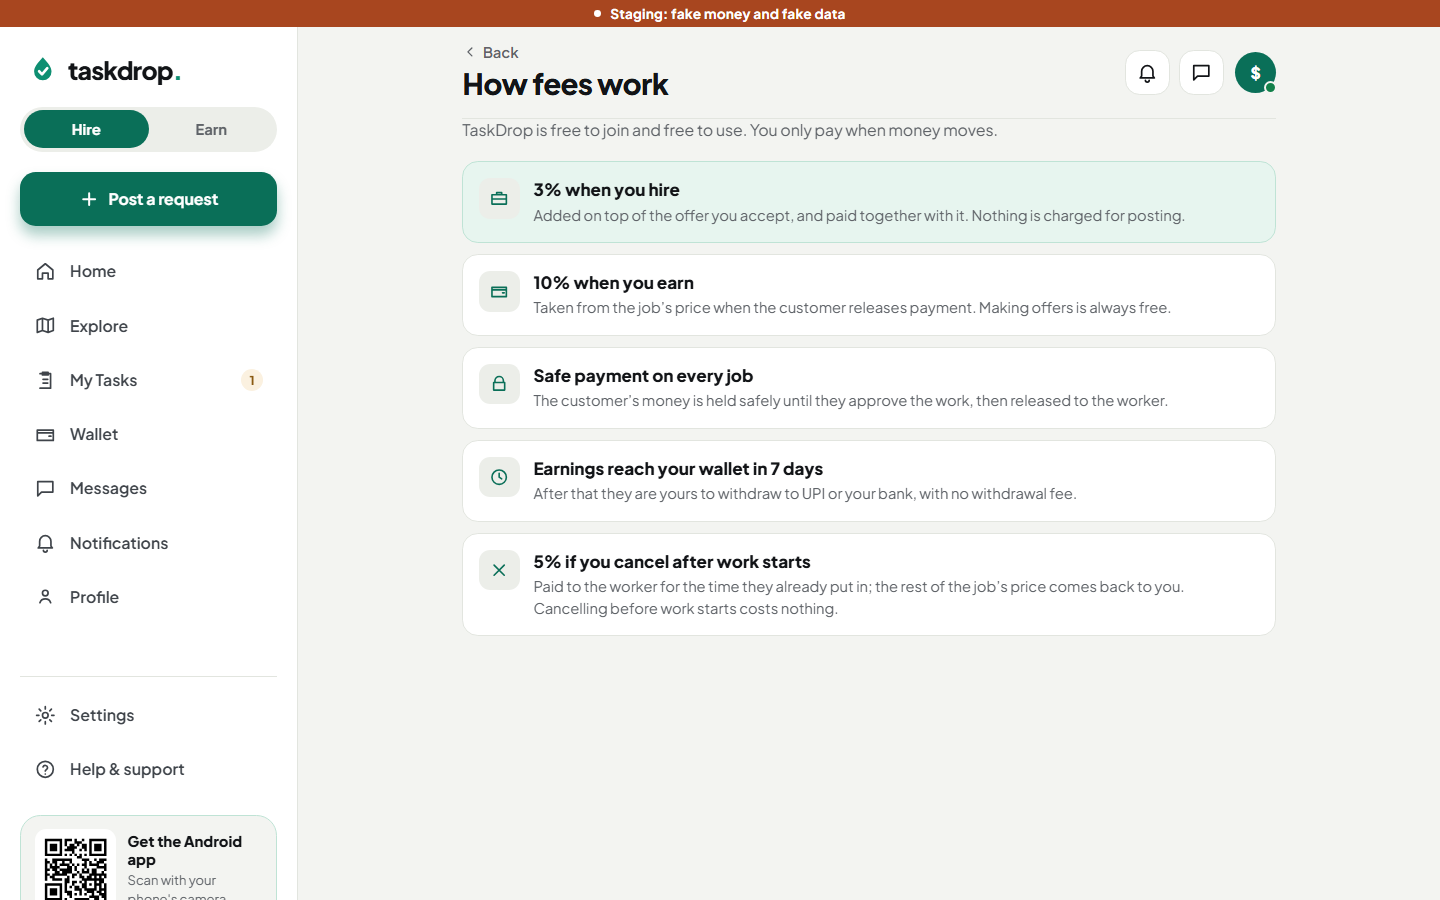 Staging: fake money and fake data
taskdrop.
Hire
Earn
Post a request
Home
Explore
My Tasks
1
Wallet
Messages
Notifications
Profile
Settings
Help & support
Get the Android
app
Scan with your
phone's camera
Back
How fees work
$
TaskDrop is free to join and free to use. You only pay when money moves.
3% when you hire
Added on top of the offer you accept, and paid together with it. Nothing is charged for posting.
10% when you earn
Taken from the job's price when the customer releases payment. Making offers is always free.
Safe payment on every job
The customer's money is held safely until they approve the work, then released to the worker.
Earnings reach your wallet in 7 days
After that they are yours to withdraw to UPI or your bank, with no withdrawal fee.
5% if you cancel after work starts
Paid to the worker for the time they already put in; the rest of the job's price comes back to you.
Cancelling before work starts costs nothing.